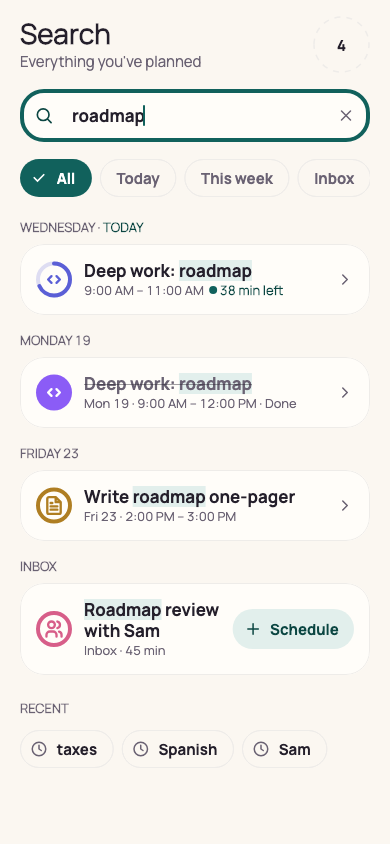 Search
4
Everything you've planned
roadmap
All
Today
This week
Inbox
WEDNESDAY · TODAY
Deep work: roadmap
9:00 AM – 11:00 AM ● 38 min left
MONDAY 19
Deep work: roadmap
Mon 19 · 9:00 AM – 12:00 PM · Done
FRIDAY 23
Write roadmap one-pager
Fri 23 · 2:00 PM – 3:00 PM
INBOX
Roadmap review
with Sam
Inbox · 45 min
Schedule
RECENT
taxes
Spanish
Sam